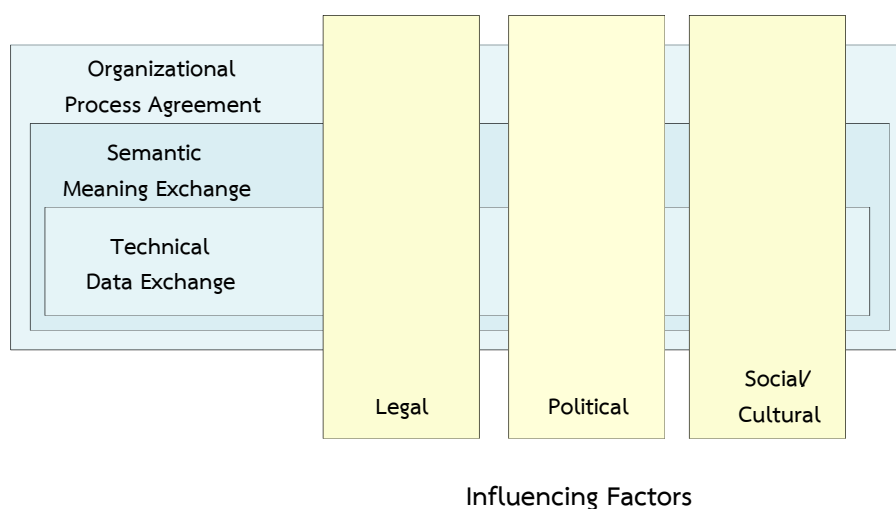 Organizational
Process Agreement
Semantic
Meaning Exchange
Technical
Data Exchange
Legal
Political
Social/
Cultural
Influencing Factors